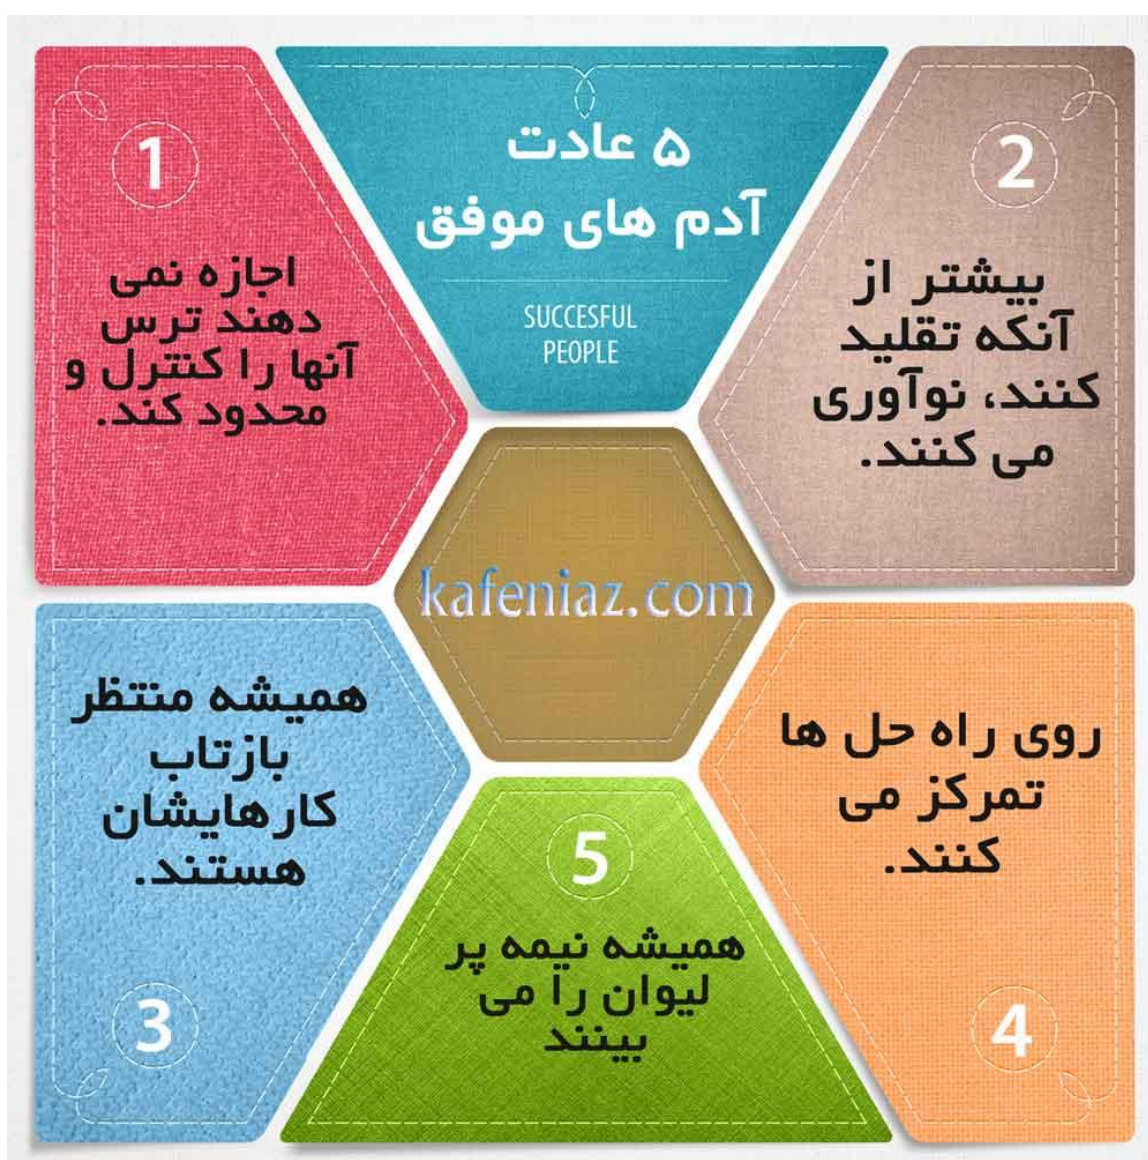 ۵ عادت
آدم های موفق
SUCCESFUL
PEOPLE
1
اجازه نمی
دهند ترس
آنها را کنترل و
محدود کند.
2
بیشتر از
آنکه تقلید
کنند، نوآوری
می کنند.
kafeniaz.com
همیشه منتظر
بازتاب
کارهایشان
هستند.
3
روی راه حل ها
تمرکز می
کنند.
4
5
همیشه نیمه پر
لیوان را می
بینند